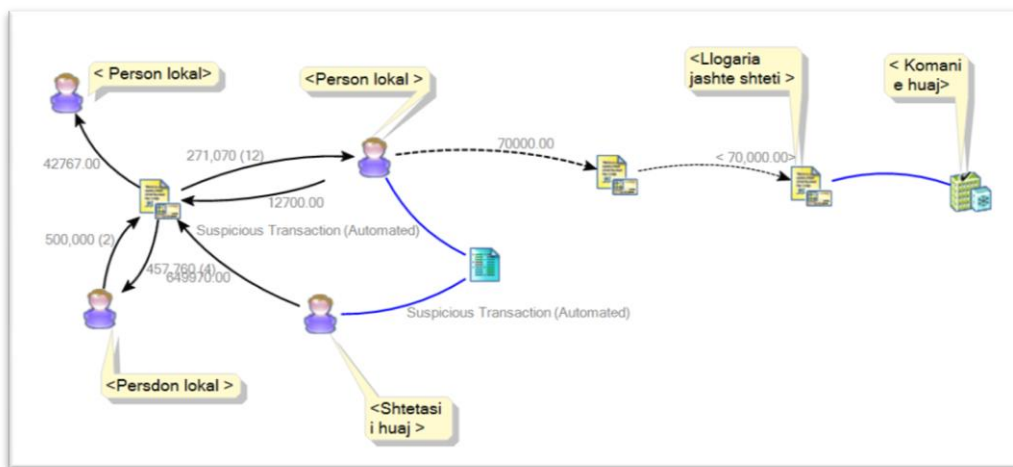 < Person lokal>
<Person lokal >
<Llogaria
jashte shteti >
< Komani
e huaj>
42767.00
271,070 (12)
70000.00
< 70,000.00>
12700.00
Suspicious Transaction (Automated)
500,000 (2)
457,760 (4)
649970.00
Suspicious Transaction (Automated)
<Persdon lokal >
<Shtetasi
i huaj >